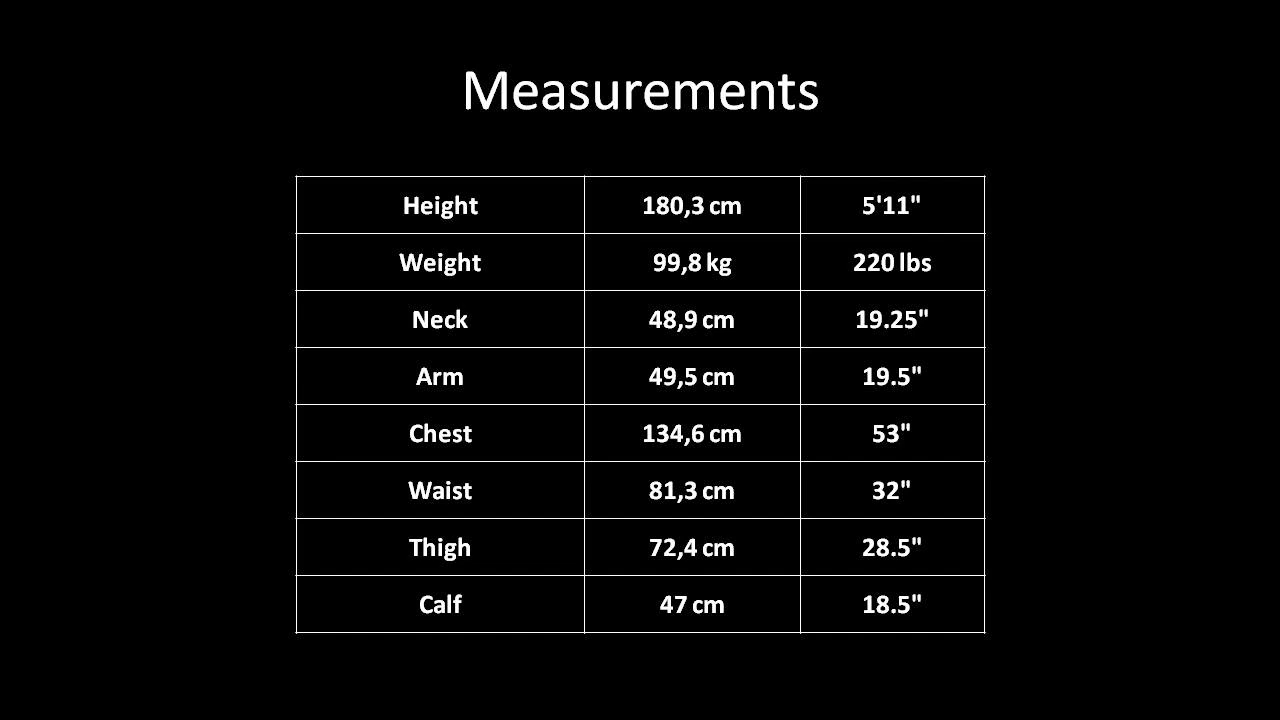 Measurements
Height 180,3 cm 5'11"
Weight 99,8 kg 220 lbs
Neck 48,9 cm 19.25"
Arm 49,5 cm 19.5"
Chest 134,6 cm 53"
Waist 81,3 cm 32"
Thigh 72,4 cm 28.5"
Calf 47 cm 18.5"